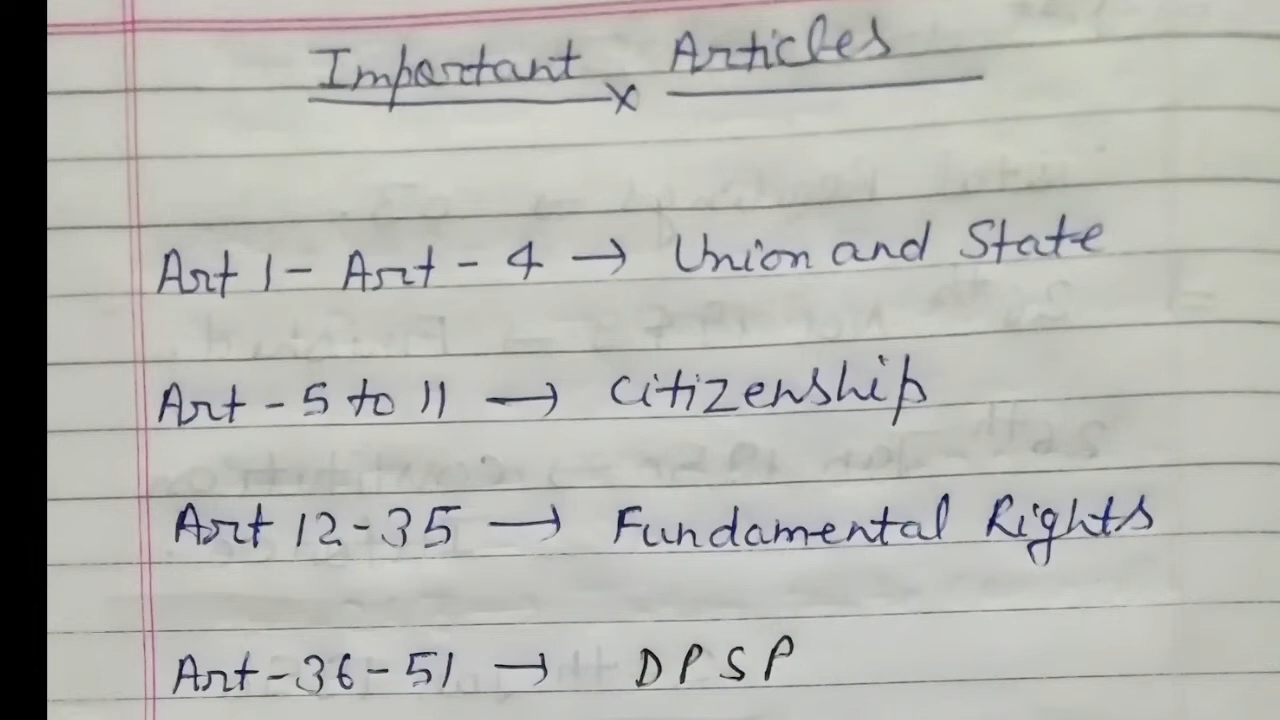 Important Articles
Art 1 - Art - 4 → Union and State
Art - 5 to 11 → Citizenship
Art 12-35 → Fundamental Rights
Art-36-51 → DPSP